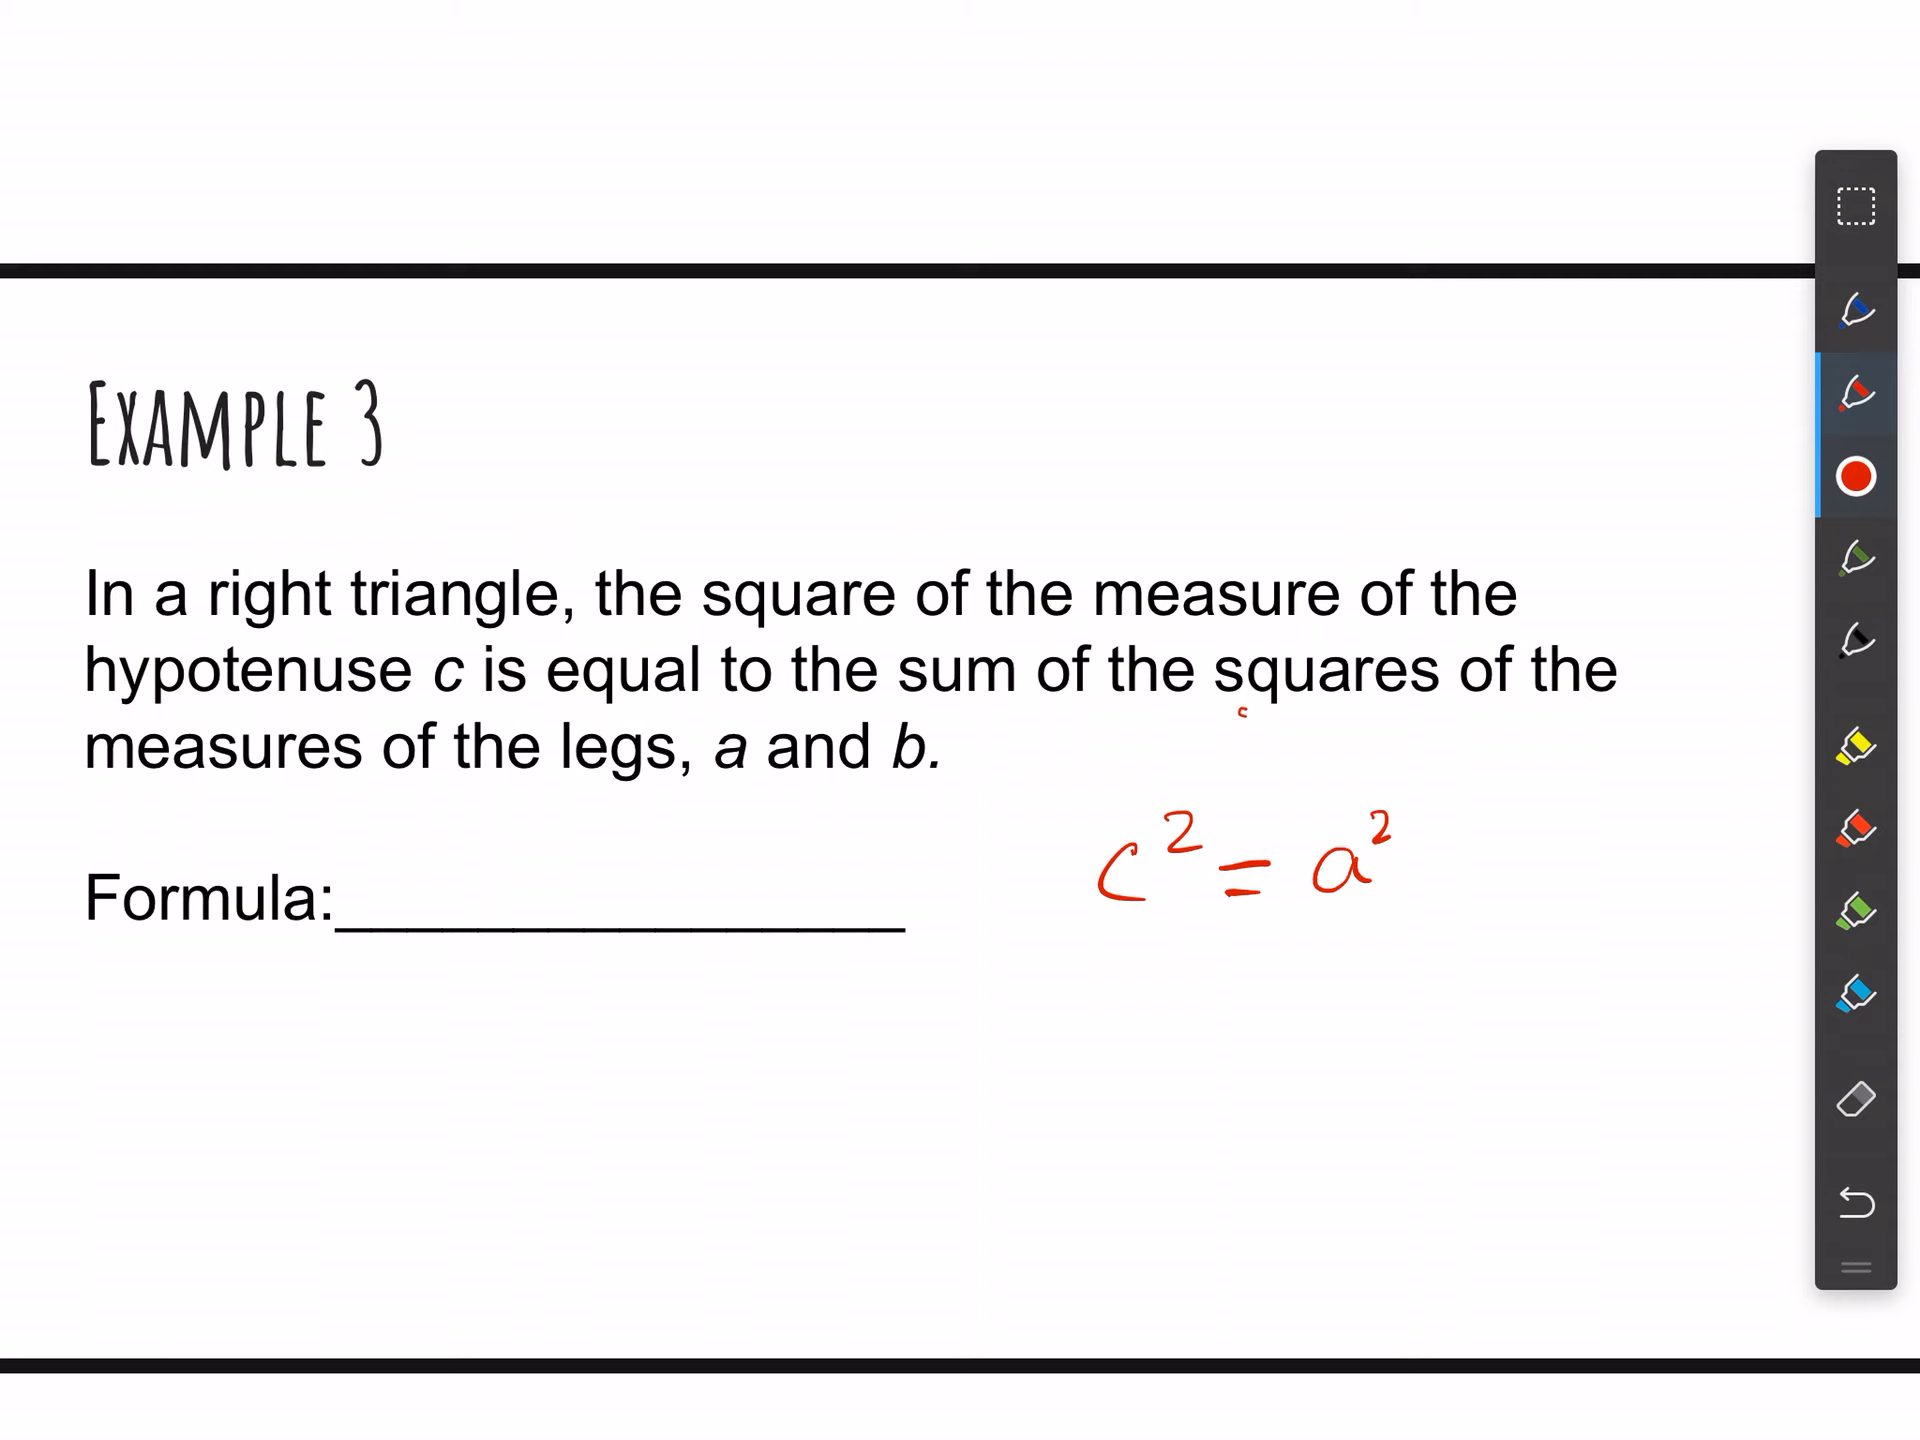 Example 3
In a right triangle, the square of the measure of the
hypotenuse c is equal to the sum of the squares of the
measures of the legs, a and b.
c² = a²
Formula:________________